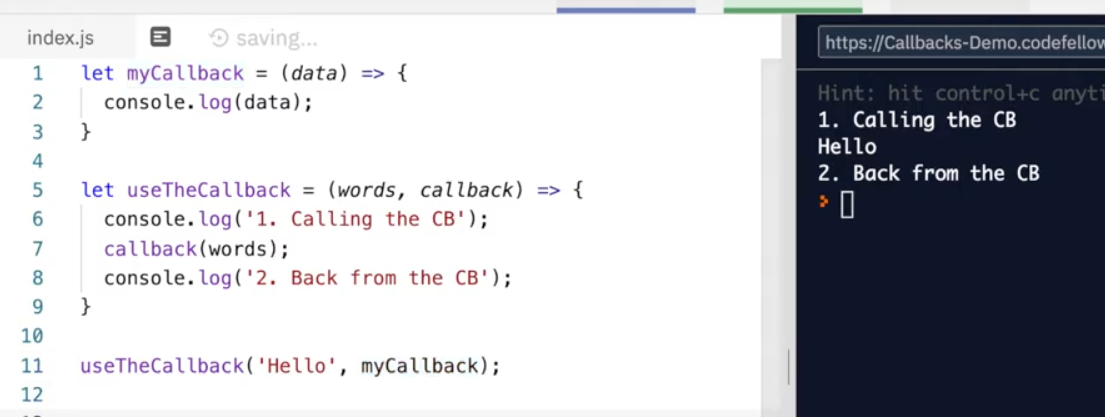 index.js
saving...
1 let myCallback = (data) => {
2 console.log(data);
3 }
4
5 let useTheCallback = (words, callback) => {
6 console.log('1. Calling the CB');
7 callback(words);
8 console.log('2. Back from the CB');
9 }
10
11 useTheCallback('Hello', myCallback);
12
https://Callbacks-Demo.codefellow
Hint: hit control+c anyti
1. Calling the CB
Hello
2. Back from the CB